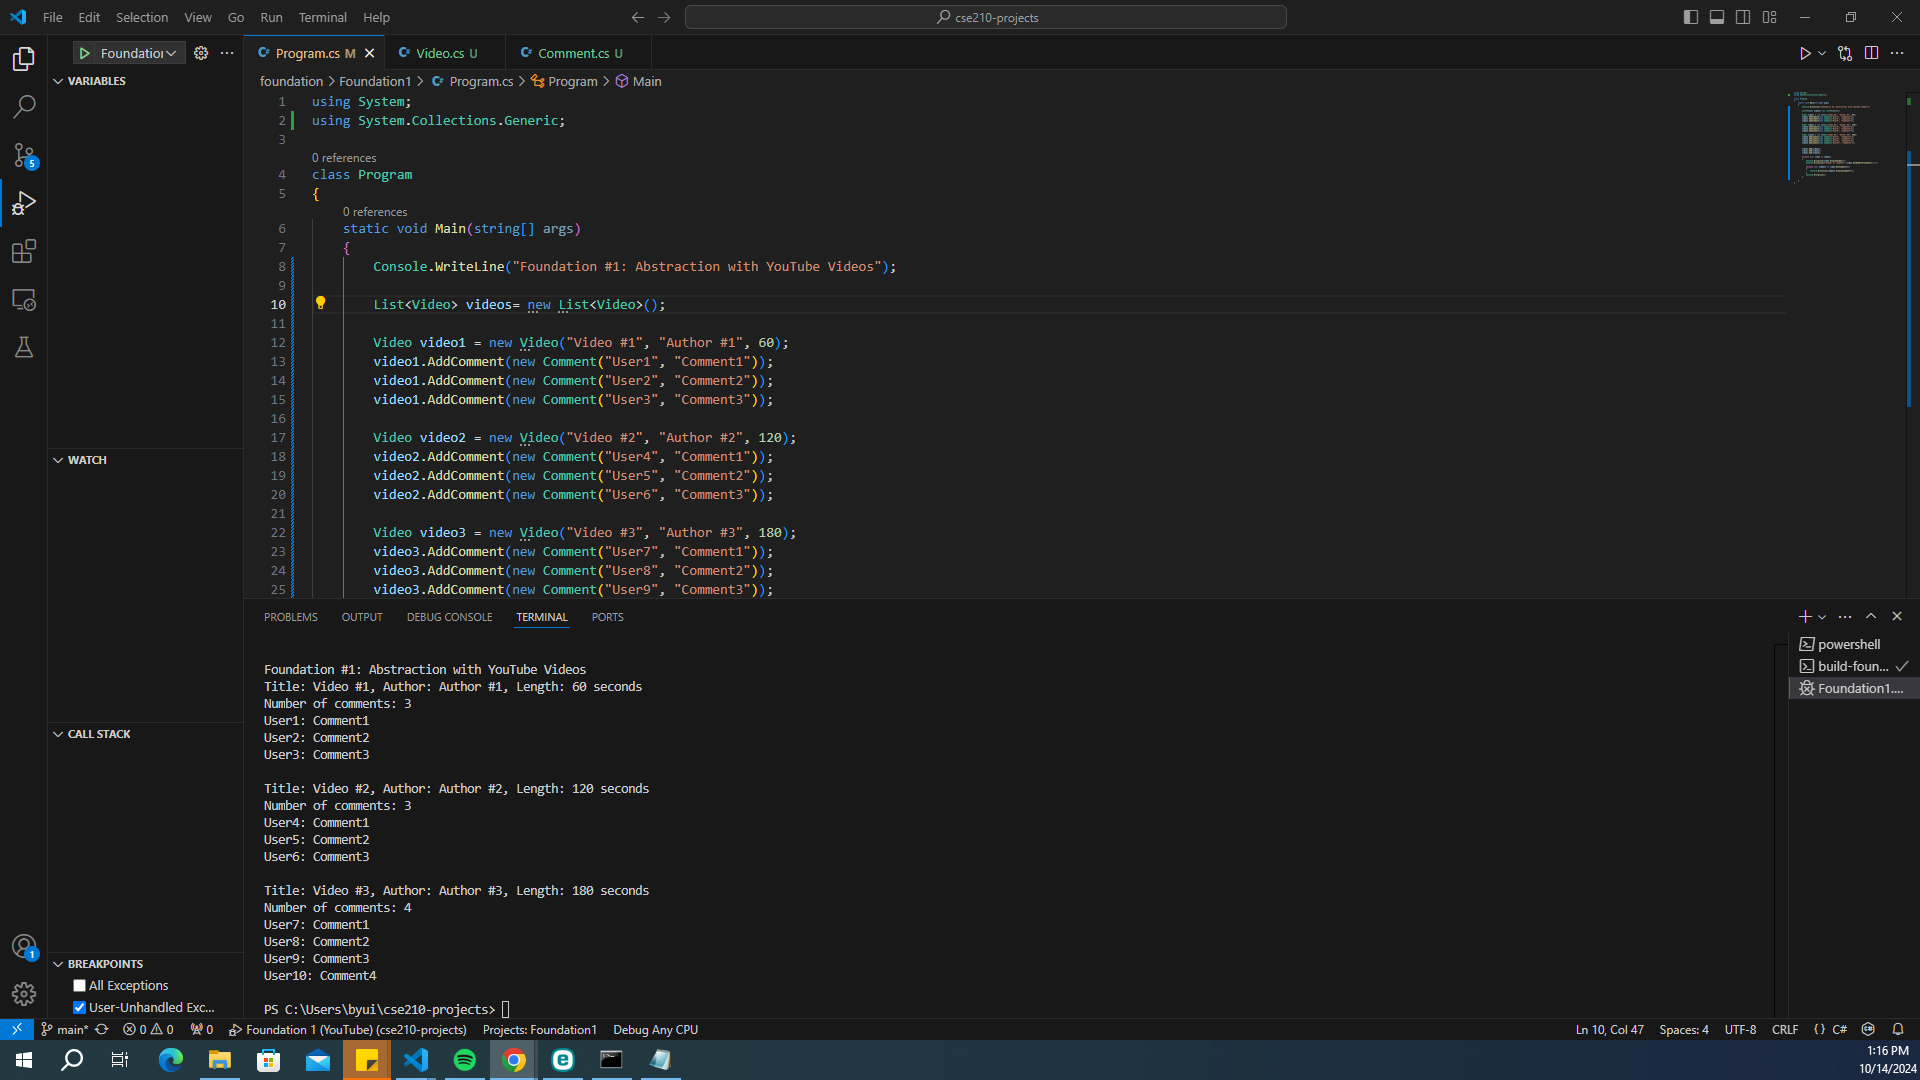 File Edit Selection View Go Run Terminal Help
cse210-projects
Foundation
Program.cs M
Video.cs U
Comment.cs U
foundation > Foundation1 > Program.cs > Program > Main
VARIABLES
1 using System;
2 using System.Collections.Generic;
3
0 references
4 class Program
5 {
0 references
6 static void Main(string[] args)
7 {
8 Console.WriteLine("Foundation #1: Abstraction with YouTube Videos");
9
10 List<Video> videos= new List<Video>();
11
12 Video video1 = new Video("Video #1", "Author #1", 60);
13 video1.AddComment(new Comment("User1", "Comment1"));
14 video1.AddComment(new Comment("User2", "Comment2"));
15 video1.AddComment(new Comment("User3", "Comment3"));
16
17 Video video2 = new Video("Video #2", "Author #2", 120);
18 video2.AddComment(new Comment("User4", "Comment1"));
19 video2.AddComment(new Comment("User5", "Comment2"));
20 video2.AddComment(new Comment("User6", "Comment3"));
21
22 Video video3 = new Video("Video #3", "Author #3", 180);
23 video3.AddComment(new Comment("User7", "Comment1"));
24 video3.AddComment(new Comment("User8", "Comment2"));
25 video3.AddComment(new Comment("User9", "Comment3"));
5
WATCH
CALL STACK
BREAKPOINTS
All Exceptions
User-Unhandled Exc...
1
PROBLEMS OUTPUT DEBUG CONSOLE TERMINAL PORTS
powershell
build-foun...
Foundation1....
Foundation #1: Abstraction with YouTube Videos
Title: Video #1, Author: Author #1, Length: 60 seconds
Number of comments: 3
User1: Comment1
User2: Comment2
User3: Comment3
Title: Video #2, Author: Author #2, Length: 120 seconds
Number of comments: 3
User4: Comment1
User5: Comment2
User6: Comment3
Title: Video #3, Author: Author #3, Length: 180 seconds
Number of comments: 4
User7: Comment1
User8: Comment2
User9: Comment3
User10: Comment4
PS C:\Users\byui\cse210-projects>
main* 0 0 0 Foundation 1 (YouTube) (cse210-projects) Projects: Foundation1 Debug Any CPU
Ln 10, Col 47 Spaces: 4 UTF-8 CRLF {} C#
1:16 PM
10/14/2024